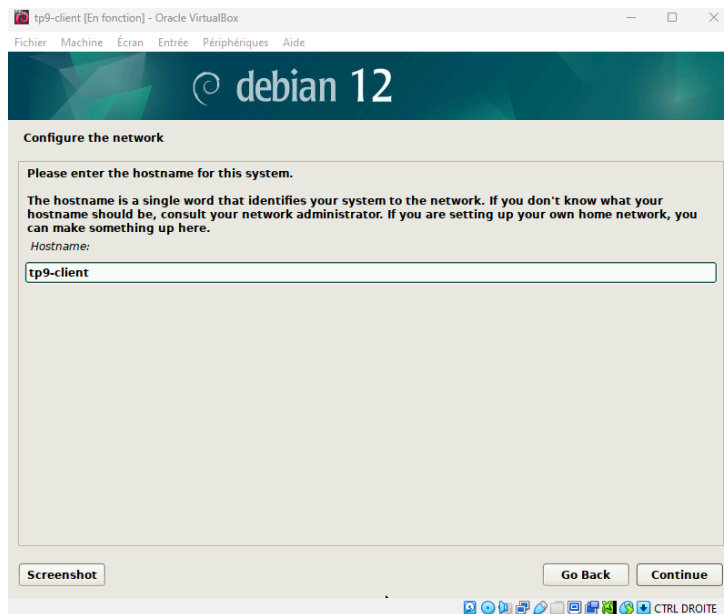 tp9-client [En fonction] - Oracle VirtualBox
Fichier Machine Écran Entrée Périphériques Aide
debian 12
Configure the network
Please enter the hostname for this system.
The hostname is a single word that identifies your system to the network. If you don't know what your
hostname should be, consult your network administrator. If you are setting up your own home network, you
can make something up here.
Hostname:
tp9-client
Screenshot
Go Back Continue
CTRL DROITE